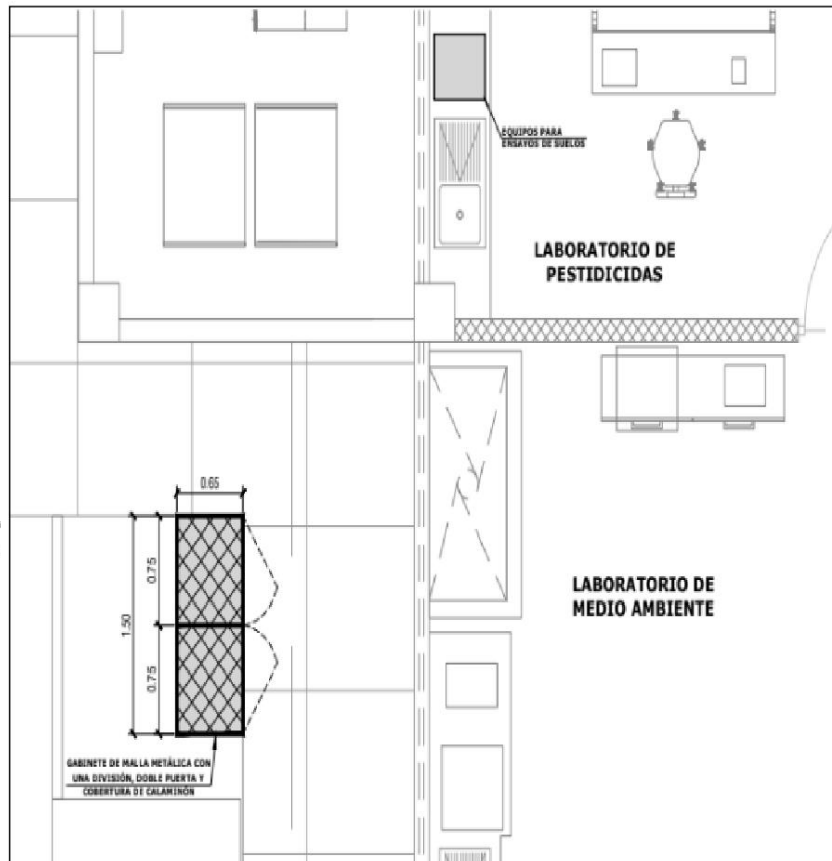 EQUIPOS PARA
ENSAYOS DE SUELOS
LABORATORIO DE
PESTIDICIDAS
0.65
0.75
1.50
0.75
LABORATORIO DE
MEDIO AMBIENTE
GABINETE DE MALLA METÁLICA CON
UNA DIVISIÓN, DOBLE PUERTA Y
COBERTURA DE CALAMINÓN